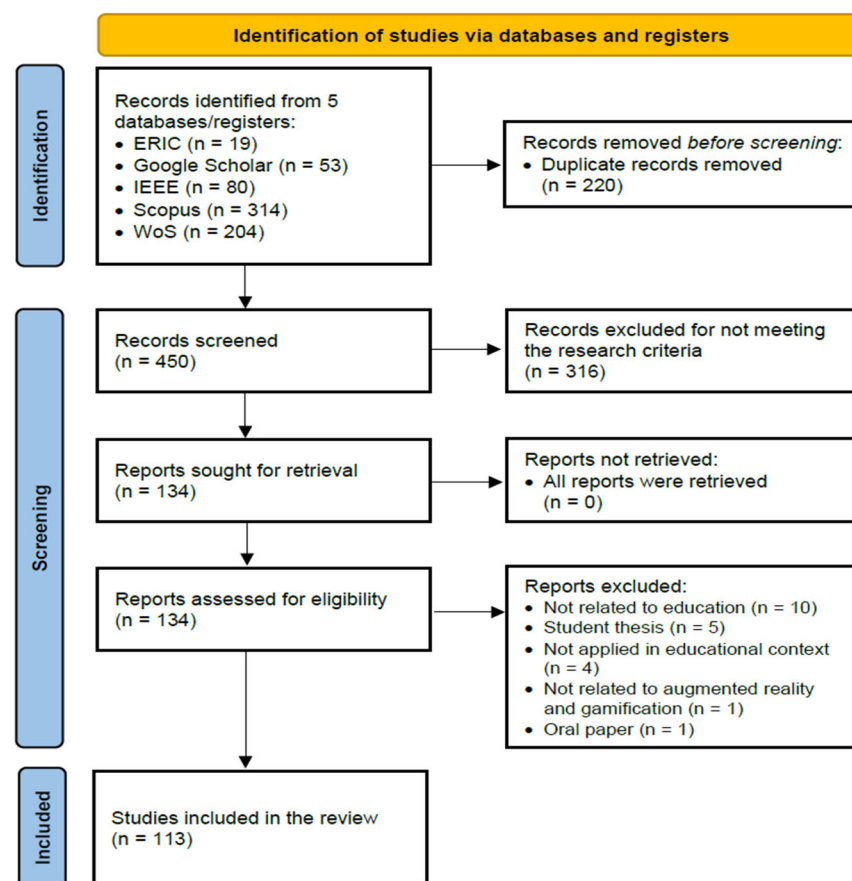 Identification of studies via databases and registers
Identification
Records identified from 5
databases/registers:
• ERIC (n = 19)
• Google Scholar (n = 53)
• IEEE (n = 80)
• Scopus (n = 314)
• WoS (n = 204)
Records removed before screening:
• Duplicate records removed
(n = 220)
Screening
Records screened
(n = 450)
Records excluded for not meeting
the research criteria
(n = 316)
Reports sought for retrieval
(n = 134)
Reports not retrieved:
• All reports were retrieved
(n = 0)
Reports assessed for eligibility
(n = 134)
Reports excluded:
• Not related to education (n = 10)
• Student thesis (n = 5)
• Not applied in educational context
(n = 4)
• Not related to augmented reality
and gamification (n = 1)
• Oral paper (n = 1)
Included
Studies included in the review
(n = 113)